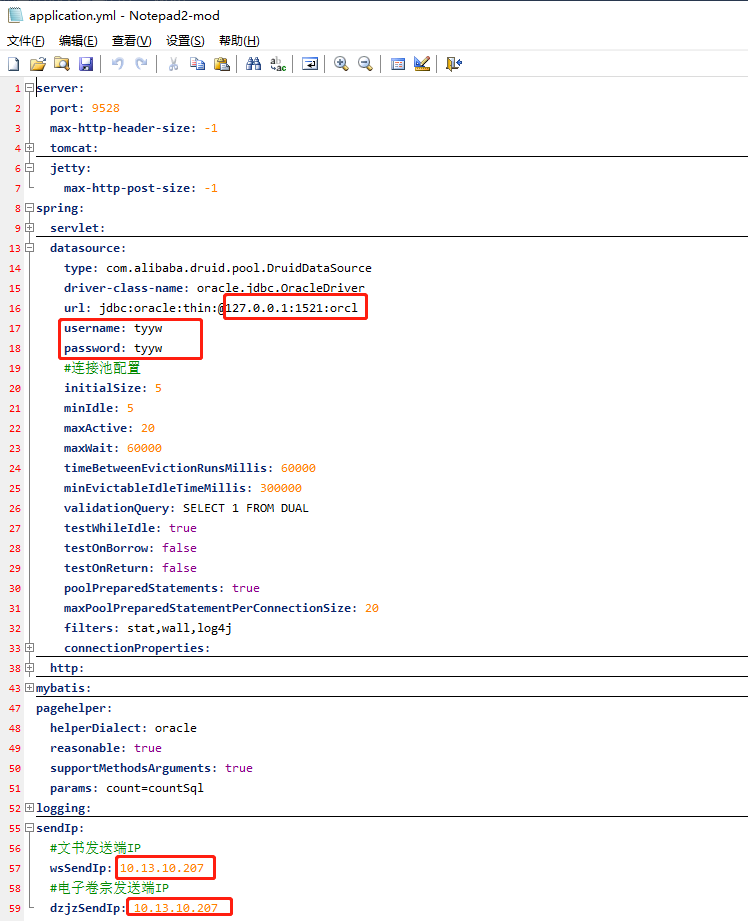 application.yml - Notepad2-mod
文件(F) 编辑(E) 查看(V) 设置(S) 帮助(H)
1 server:
2 port: 9528
3 max-http-header-size: -1
4 tomcat:
6 jetty:
7 max-http-post-size: -1
8 spring:
9 servlet:
13 datasource:
14 type: com.alibaba.druid.pool.DruidDataSource
15 driver-class-name: oracle.jdbc.OracleDriver
16 url: jdbc:oracle:thin:@127.0.0.1:1521:orcl
17 username: tyyw
18 password: tyyw
19 #连接池配置
20 initialSize: 5
21 minIdle: 5
22 maxActive: 20
23 maxWait: 60000
24 timeBetweenEvictionRunsMillis: 60000
25 minEvictableIdleTimeMillis: 300000
26 validationQuery: SELECT 1 FROM DUAL
27 testWhileIdle: true
28 testOnBorrow: false
29 testOnReturn: false
30 poolPreparedStatements: true
31 maxPoolPreparedStatementPerConnectionSize: 20
32 filters: stat,wall,log4j
33 connectionProperties:
38 http:
43 mybatis:
47 pagehelper:
48 helperDialect: oracle
49 reasonable: true
50 supportMethodsArguments: true
51 params: count=countSql
52 logging:
55 sendIp:
56 #文书发送端IP
57 wsSendIp: 10.13.10.207
58 #电子卷宗发送端IP
59 dzjzSendIp: 10.13.10.207